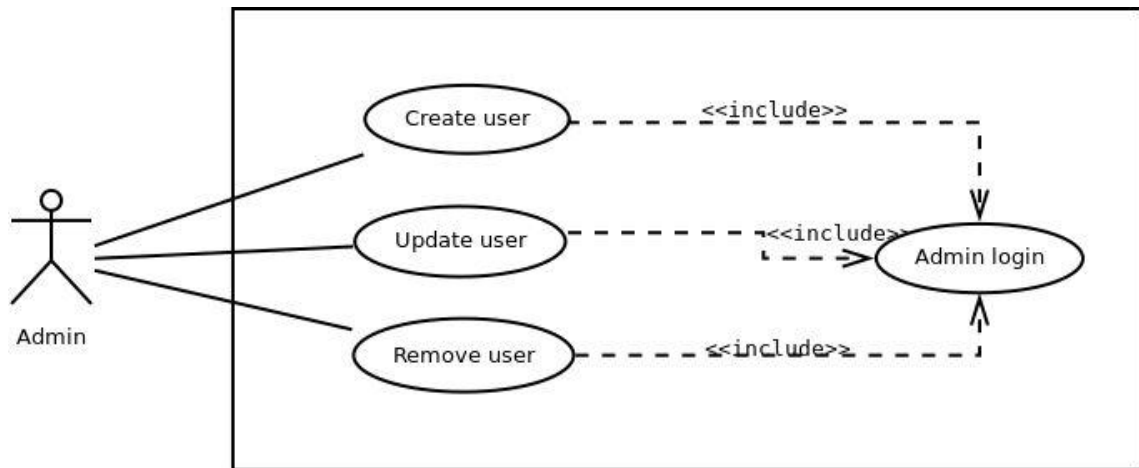 Create user
<<include>>
Update user
<<include>>
Admin login
Admin
Remove user
<<include>>